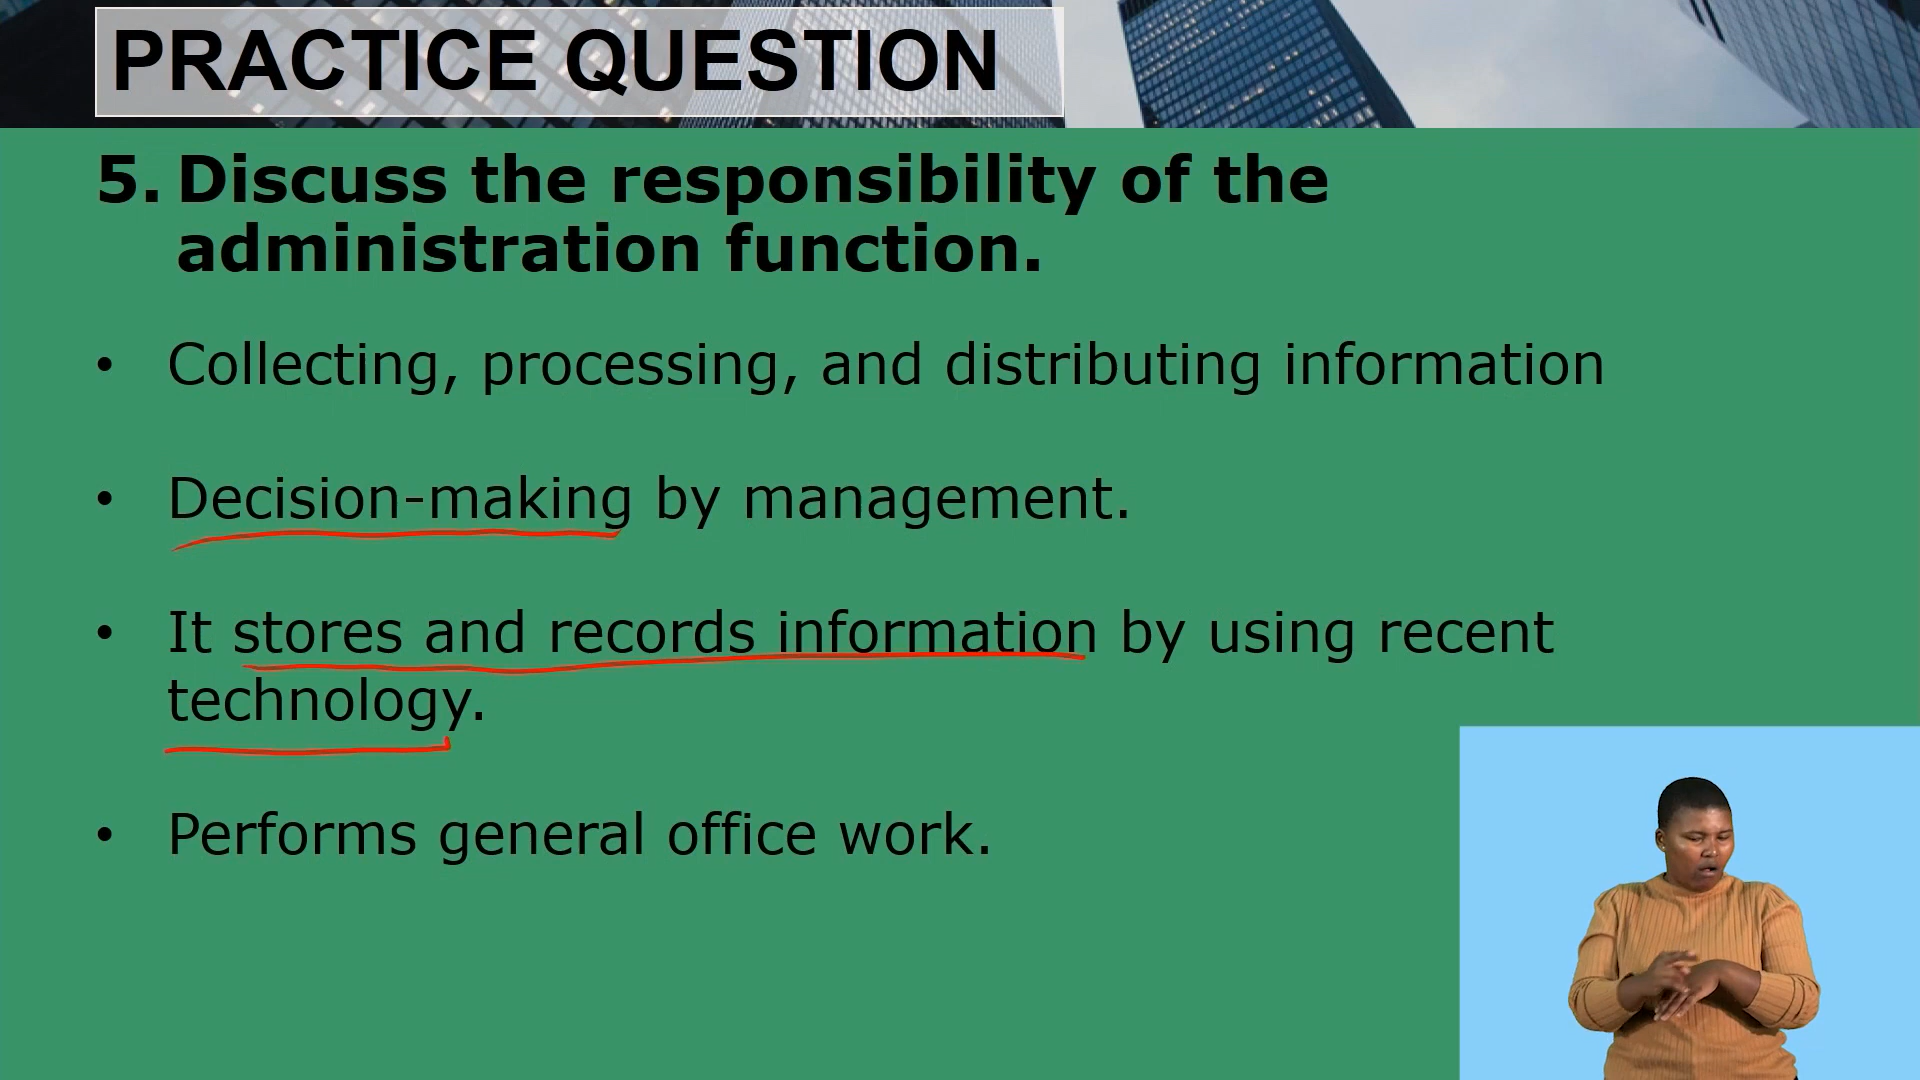 PRACTICE QUESTION
5. Discuss the responsibility of the
administration function.
• Collecting, processing, and distributing information
• Decision-making by management.
• It stores and records information by using recent
technology.
• Performs general office work.